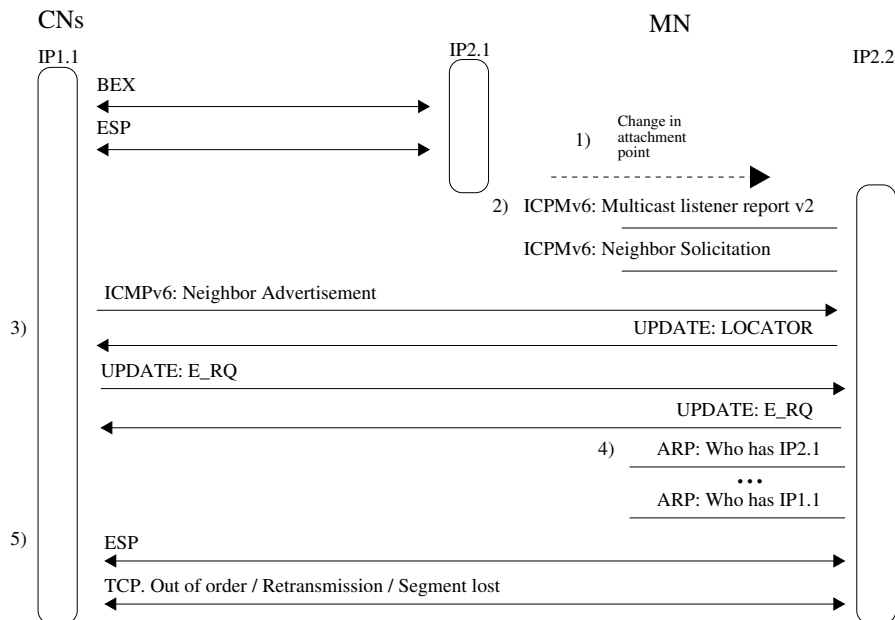 CNs
MN
IP1.1
IP2.1
IP2.2
BEX
ESP
1)
Change in
attachment
point
2) ICPMv6: Multicast listener report v2
ICPMv6: Neighbor Solicitation
ICMPv6: Neighbor Advertisement
3)
UPDATE: LOCATOR
UPDATE: E_RQ
UPDATE: E_RQ
4) ARP: Who has IP2.1
...
ARP: Who has IP1.1
5)
ESP
TCP. Out of order / Retransmission / Segment lost